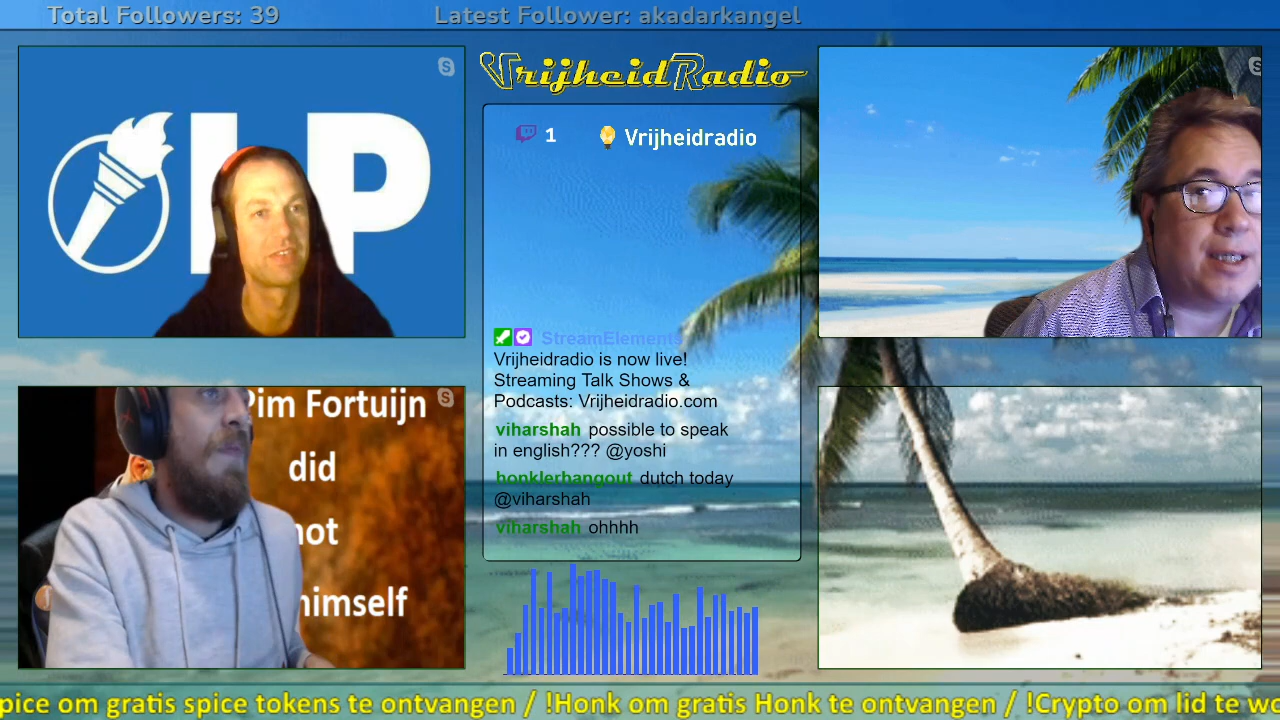 Total Followers: 39
Latest Follower: akadarkangel
VrijheidRadio
1
Vrijheidradio
LP
StreamElements
Vrijheidradio is now live!
Streaming Talk Shows &
Podcasts: Vrijheidradio.com
viharshah possible to speak
in english??? @yoshi
honklerhangout dutch today
@viharshah
viharshah ohhhh
Pim Fortuijn
did
not
himself
pice om gratis spice tokens te ontvangen / !Honk om gratis Honk te ontvangen / !Crypto om lid te we